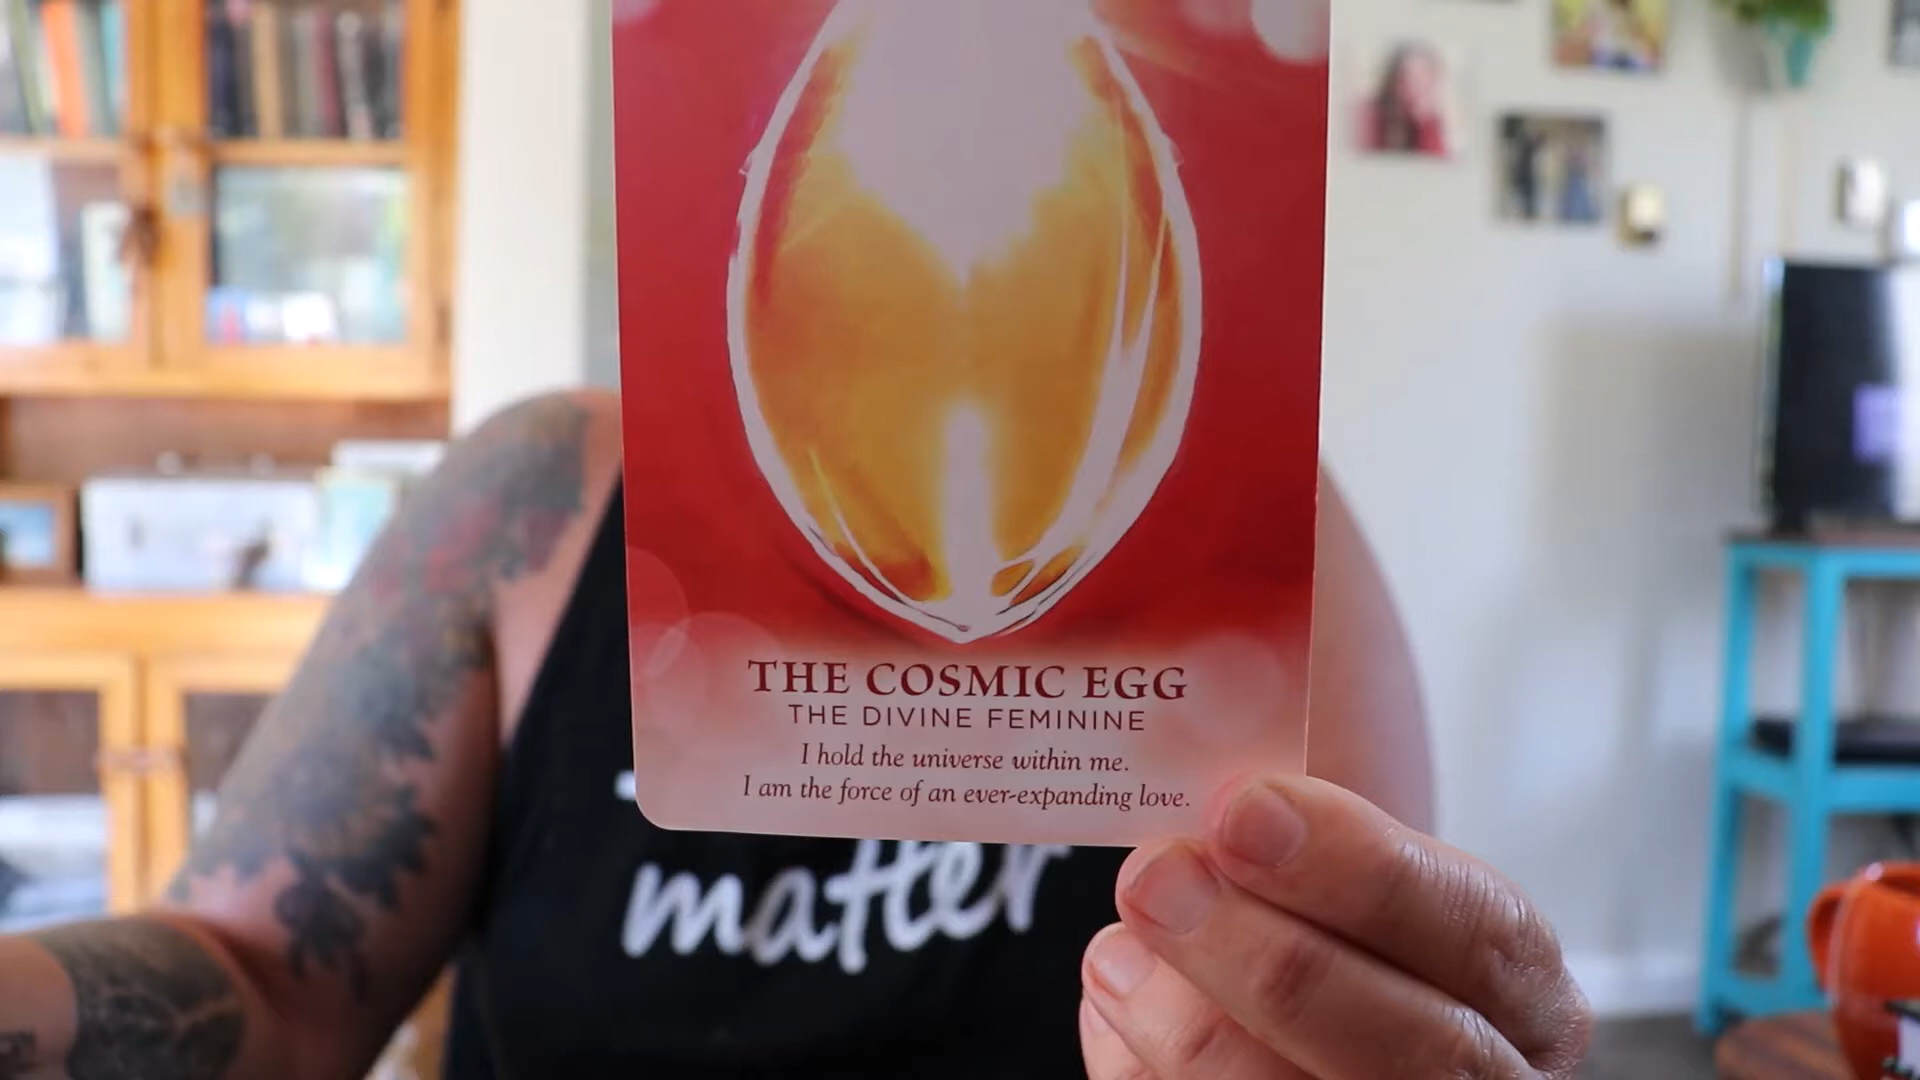 THE COSMIC EGG
THE DIVINE FEMININE
I hold the universe within me.
I am the force of an ever-expanding love.
matter